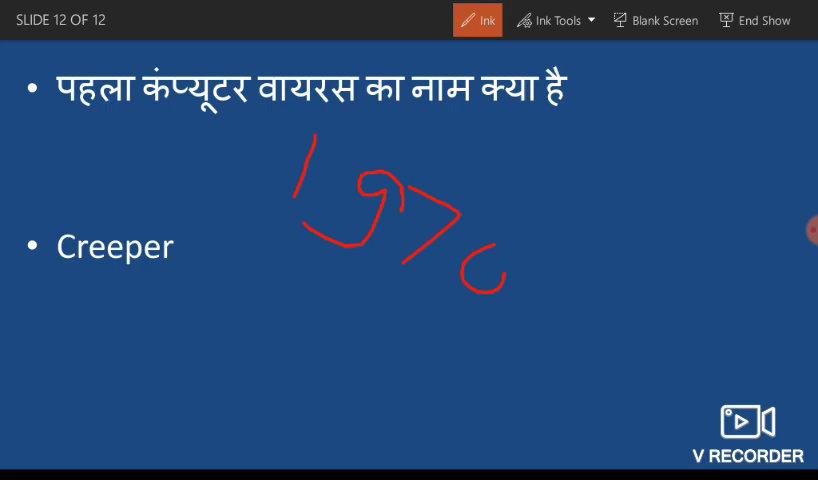 SLIDE 12 OF 12 Ink Ink Tools Blank Screen End Show
• पहला कंप्यूटर वायरस का नाम क्या है
1970
• Creeper
V RECORDER